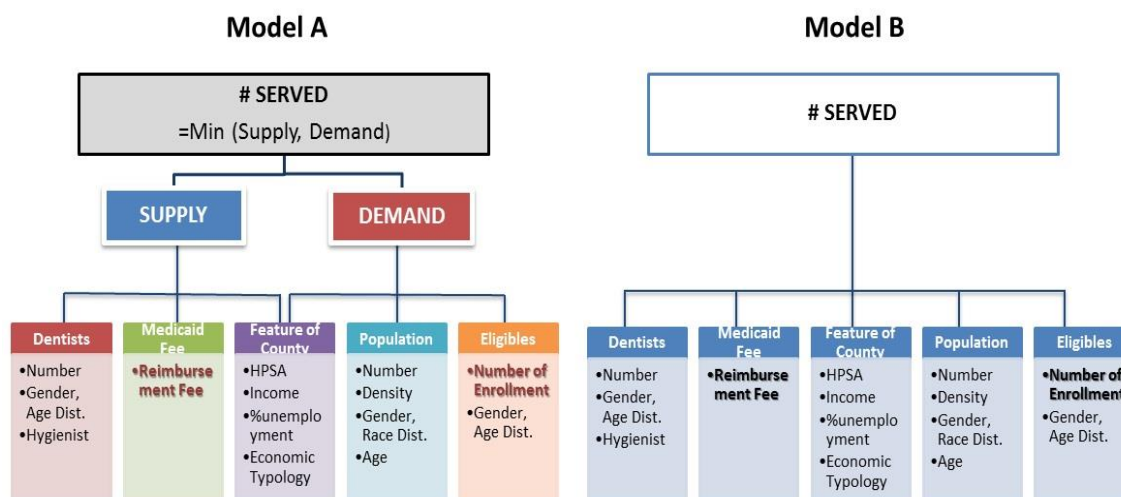 Model A
# SERVED
=Min (Supply, Demand)
SUPPLY
DEMAND
Dentists
•Number
•Gender,
Age Dist.
•Hygienist
Medicaid
Fee
•Reimburse
ment Fee
Feature of
County
•HPSA
•Income
•%unemplo
yment
•Economic
Typology
Population
•Number
•Density
•Gender,
Race Dist.
•Age
Eligibles
•Number of
Enrollment
•Gender,
Age Dist.
Model B
# SERVED
Dentists
•Number
•Gender,
Age Dist.
•Hygienist
Medicaid
Fee
•Reimburse
ment Fee
Feature of
County
•HPSA
•Income
•%unemplo
yment
•Economic
Typology
Population
•Number
•Density
•Gender,
Race Dist.
•Age
Eligibles
•Number of
Enrollment
•Gender,
Age Dist.